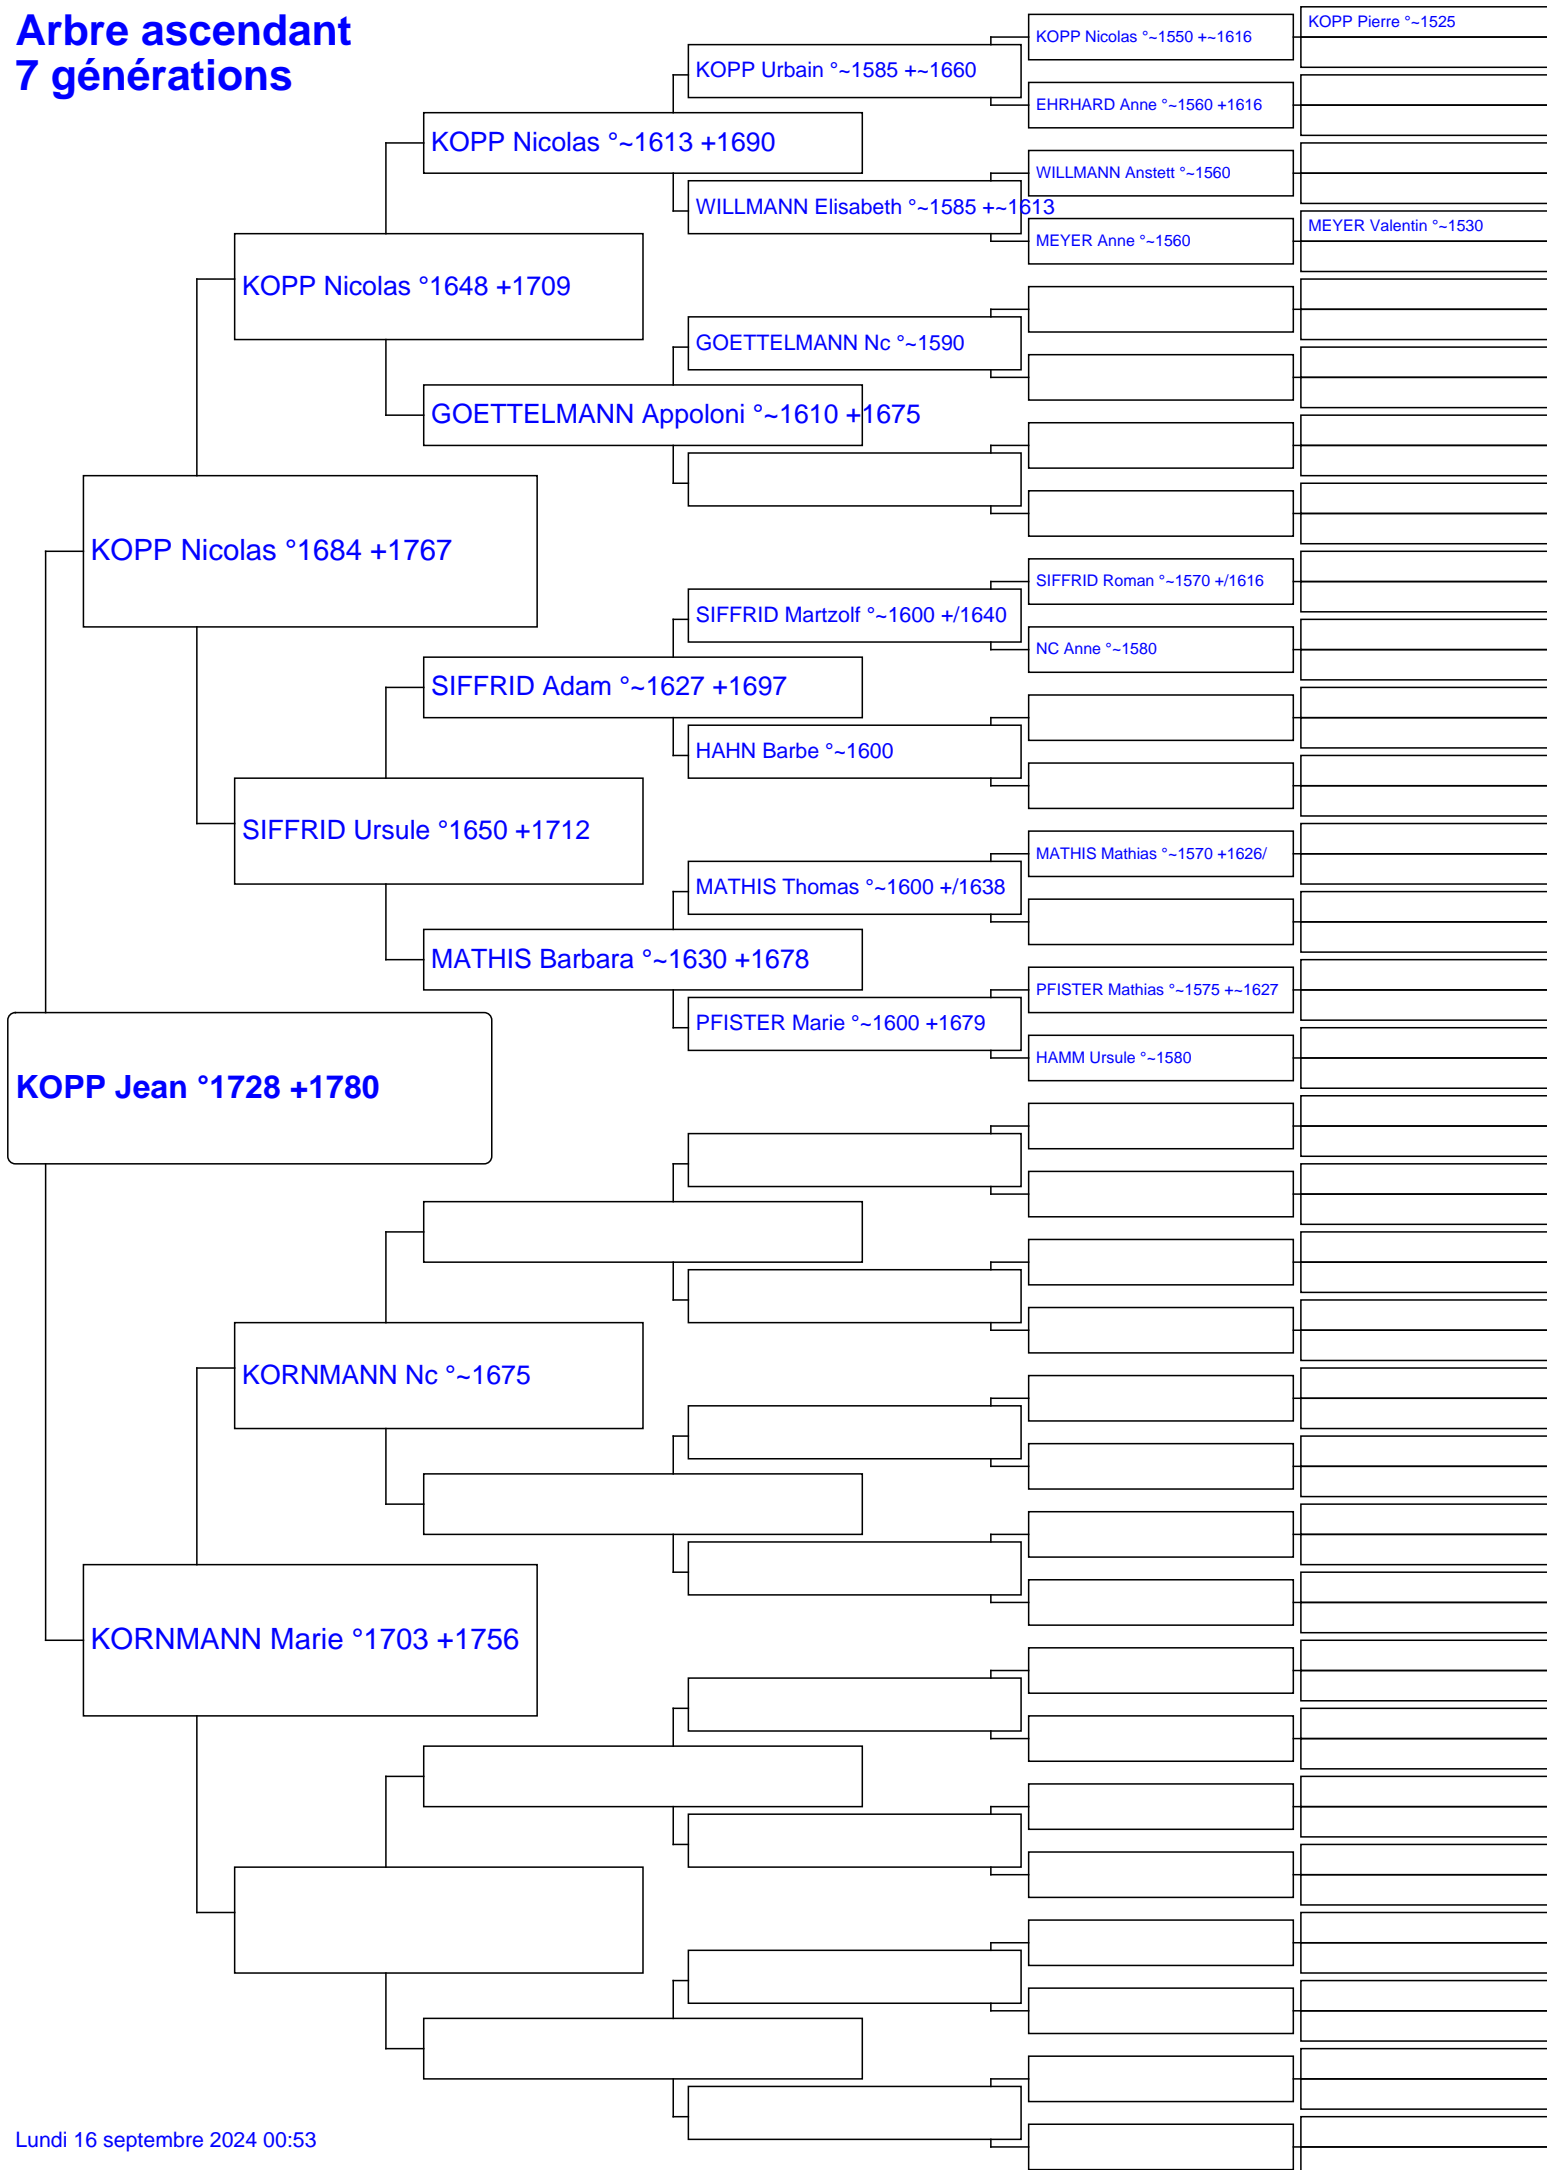 Arbre ascendant
7 générations
KOPP Pierre °~1525
KOPP Nicolas °~1550 +~1616
KOPP Urbain °~1585 +~1660
EHRHARD Anne °~1560 +1616
KOPP Nicolas °~1613 +1690
WILLMANN Anstett °~1560
WILLMANN Elisabeth °~1585 +~1613
MEYER Valentin °~1530
MEYER Anne °~1560
KOPP Nicolas °1648 +1709
GOETTELMANN Nc °~1590
GOETTELMANN Appoloni °~1610 +1675
KOPP Nicolas °1684 +1767
SIFFRID Roman °~1570 +/1616
SIFFRID Martzolf °~1600 +/1640
NC Anne °~1580
SIFFRID Adam °~1627 +1697
HAHN Barbe °~1600
SIFFRID Ursule °1650 +1712
MATHIS Mathias °~1570 +1626/
MATHIS Thomas °~1600 +/1638
MATHIS Barbara °~1630 +1678
PFISTER Mathias °~1575 +~1627
PFISTER Marie °~1600 +1679
HAMM Ursule °~1580
KOPP Jean °1728 +1780
KORNMANN Nc °~1675
KORNMANN Marie °1703 +1756
Lundi 16 septembre 2024 00:53